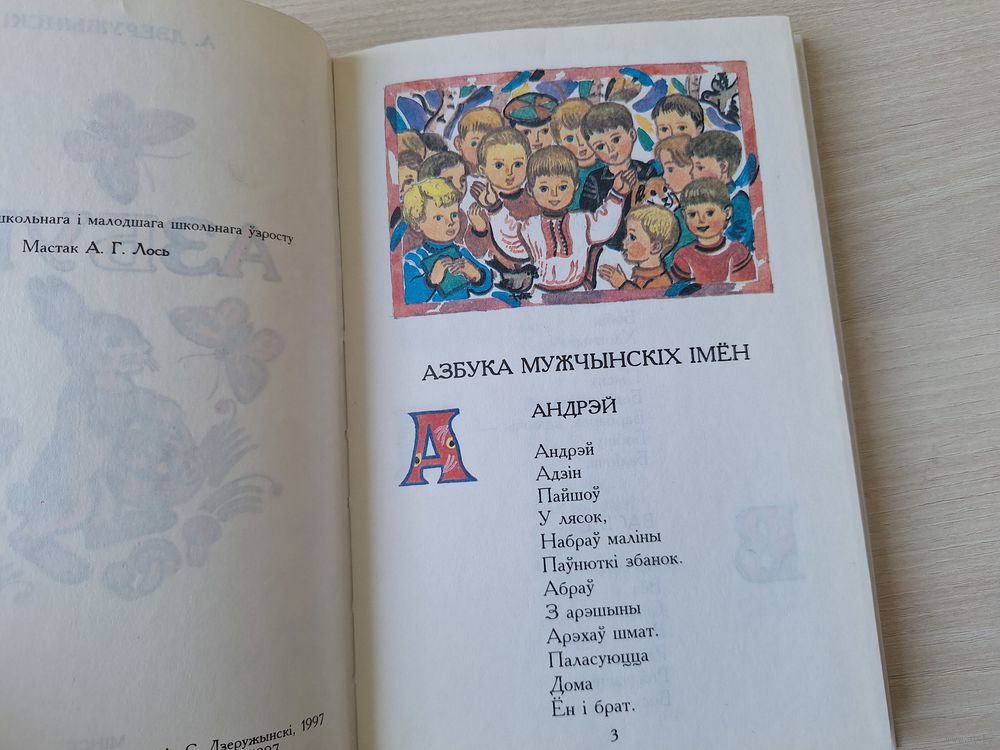 школьнага і малодшага школьнага ўзросту
Мастак А. Г. Лось
С. Дзеружынскі, 1997
АЗБУКА МУЖЧЫНСКІХ ІМЁН
А
АНДРЭЙ
Андрэй
Адзін
Пайшоў
У лясок,
Набраў маліны
Паўнюткі збанок.
Абраў
З арэшыны
Арэхаў шмат.
Паласуюцца
Дома
Ён і брат.
3